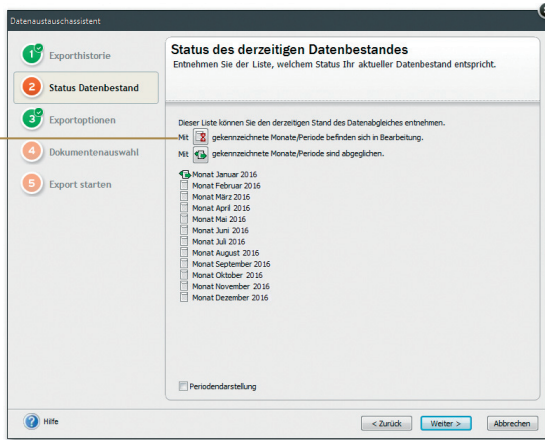 Datenaustauschassistent
1 Exporthistorie
2 Status Datenbestand
3 Exportoptionen
4 Dokumentenauswahl
5 Export starten
Status des derzeitigen Datenbestandes
Entnehmen Sie der Liste, welchem Status Ihr aktueller Datenbestand entspricht.
Dieser Liste können Sie den derzeitigen Stand des Datenabgleiches entnehmen.
Mit gekennzeichnete Monate/Periode befinden sich in Bearbeitung.
Mit gekennzeichnete Monate/Periode sind abgeglichen.
Monat Januar 2016
Monat Februar 2016
Monat März 2016
Monat April 2016
Monat Mai 2016
Monat Juni 2016
Monat Juli 2016
Monat August 2016
Monat September 2016
Monat Oktober 2016
Monat November 2016
Monat Dezember 2016
Periodendarstellung
Hilfe
< Zurück
Weiter >
Abbrechen